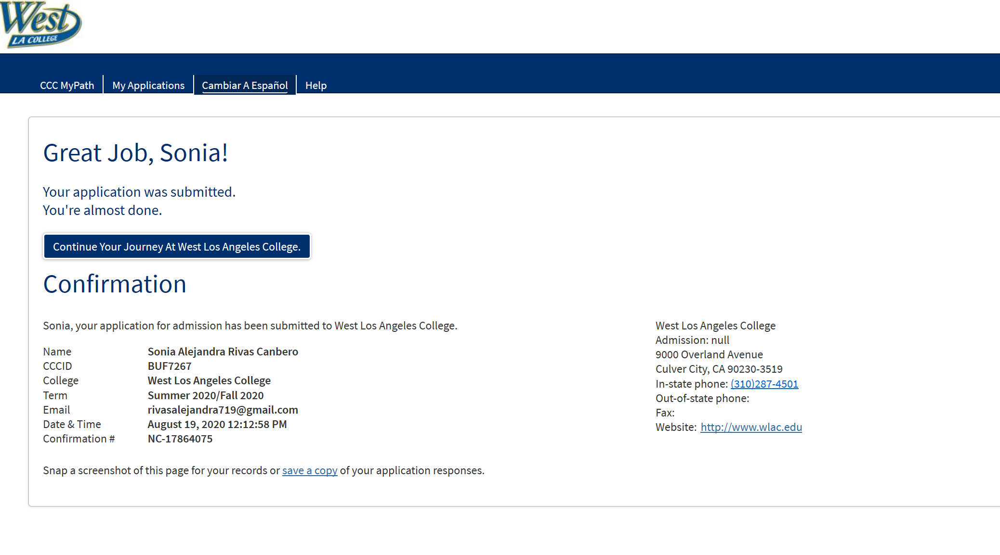 West
LA COLLEGE
CCC MyPath
My Applications
Cambiar A Español
Help
Great Job, Sonia!
Your application was submitted.
You're almost done.
Continue Your Journey At West Los Angeles College.
Confirmation
Sonia, your application for admission has been submitted to West Los Angeles College.
Name Sonia Alejandra Rivas Canbero
CCCID BUF7267
College West Los Angeles College
Term Summer 2020/Fall 2020
Email rivasalejandra719@gmail.com
Date & Time August 19, 2020 12:12:58 PM
Confirmation # NC-17864075
Snap a screenshot of this page for your records or save a copy of your application responses.
West Los Angeles College
Admission: null
9000 Overland Avenue
Culver City, CA 90230-3519
In-state phone: (310)287-4501
Out-of-state phone:
Fax:
Website: http://www.wlac.edu